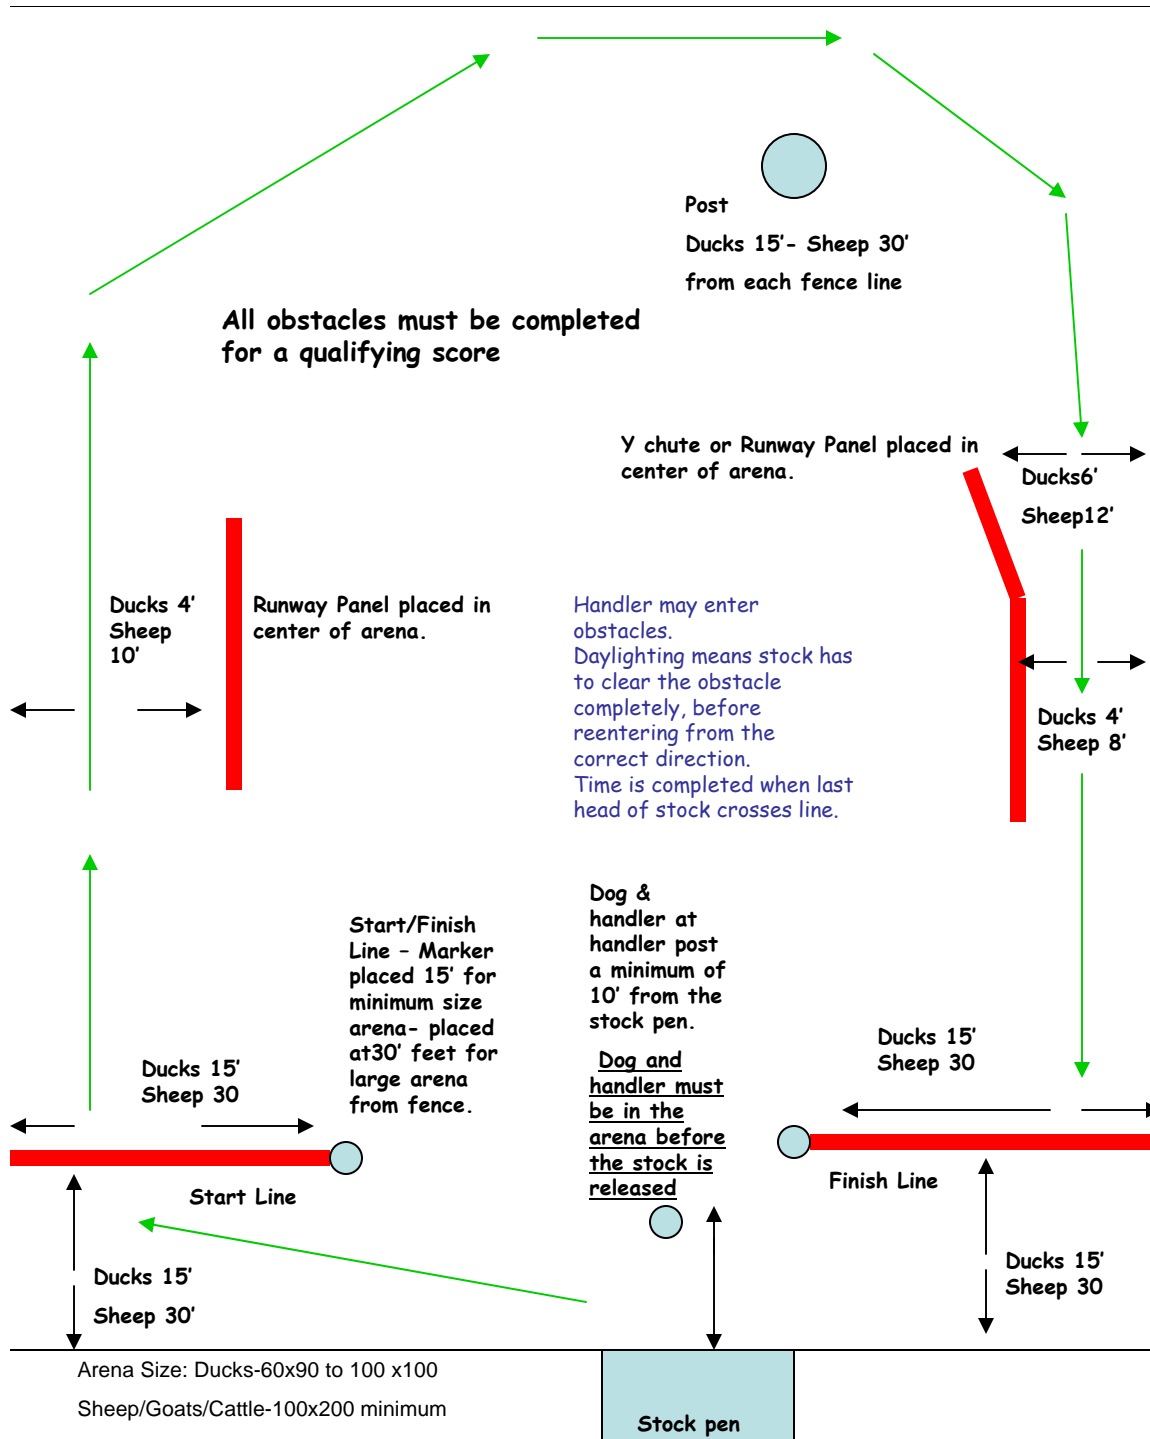 Post
Ducks 15’- Sheep 30’
from each fence line
All obstacles must be completed
for a qualifying score
Y chute or Runway Panel placed in
center of arena.
Ducks6’
Sheep12’
Ducks 4’
Sheep
10’
Runway Panel placed in
center of arena.
Handler may enter
obstacles.
Daylighting means stock has
to clear the obstacle
completely, before
reentering from the
correct direction.
Time is completed when last
head of stock crosses line.
Ducks 4’
Sheep 8’
Start/Finish
Line – Marker
placed 15’ for
minimum size
arena- placed
at30’ feet for
large arena
from fence.
Dog &
handler at
handler post
a minimum of
10’ from the
stock pen.
Dog and
handler must
be in the
arena before
the stock is
released
Ducks 15’
Sheep 30
Ducks 15’
Sheep 30
Start Line
Finish Line
Ducks 15’
Sheep 30’
Ducks 15’
Sheep 30
Arena Size: Ducks-60x90 to 100 x100
Sheep/Goats/Cattle-100x200 minimum
Stock pen